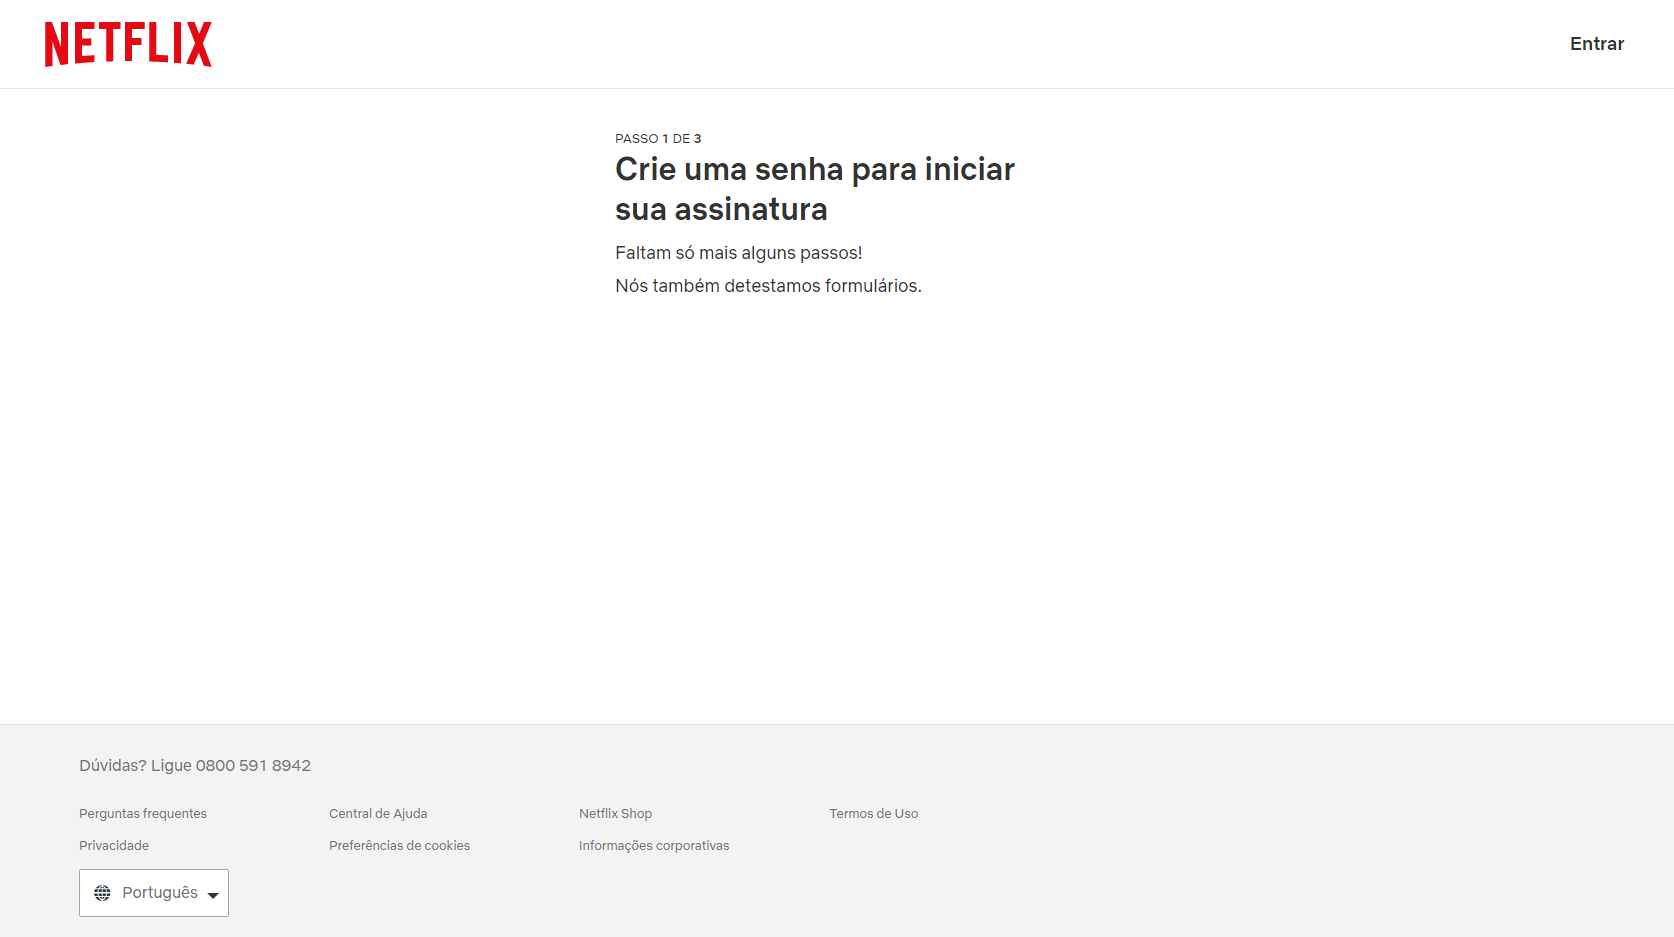 NETFLIX
Entrar
PASSO 1 DE 3
Crie uma senha para iniciar
sua assinatura
Faltam só mais alguns passos!
Nós também detestamos formulários.
Dúvidas? Ligue 0800 591 8942
Perguntas frequentes
Central de Ajuda
Netflix Shop
Termos de Uso
Privacidade
Preferências de cookies
Informações corporativas
Português